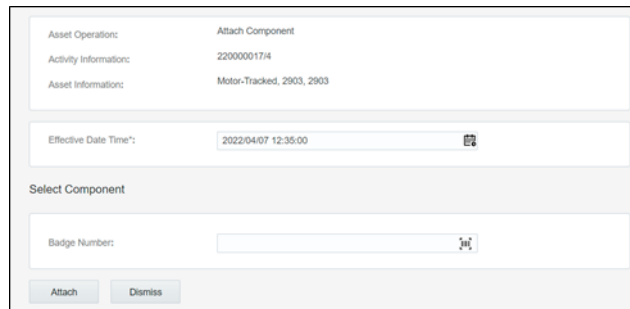 Asset Operation: Attach Component
Activity Information: 220000017/4
Asset Information: Motor-Tracked, 2903, 2903
Effective Date Time*: 2022/04/07 12:35:00
Select Component
Badge Number:
Attach Dismiss